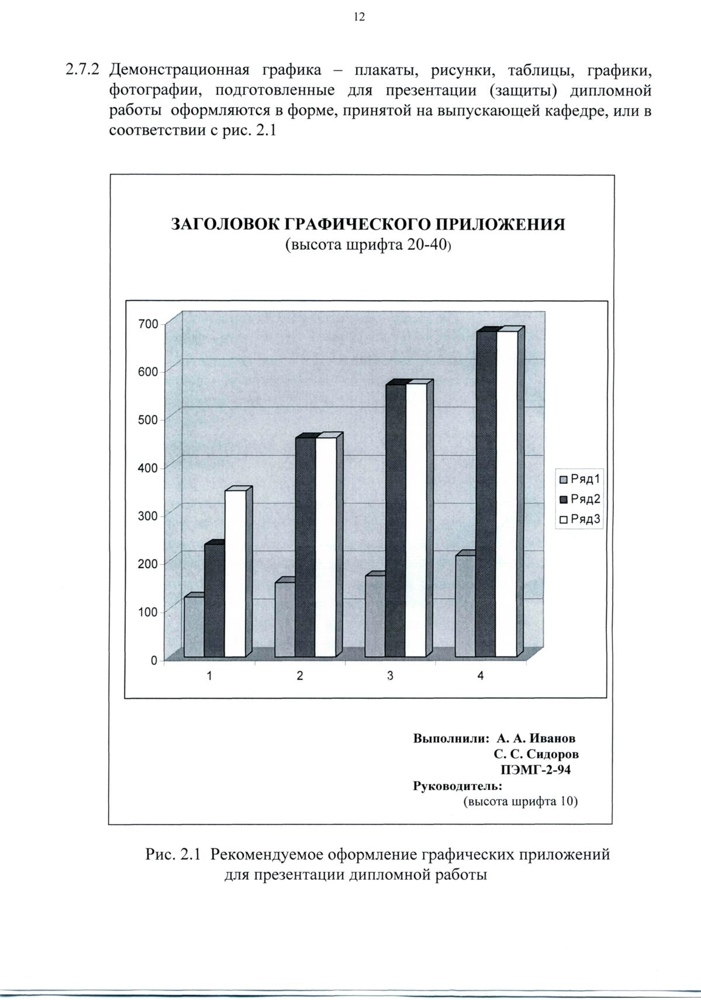 12
2.7.2 Демонстрационная графика – плакаты, рисунки, таблицы, графики,
фотографии, подготовленные для презентации (защиты) дипломной
работы оформляются в форме, принятой на выпускающей кафедре, или в
соответствии с рис. 2.1
ЗАГОЛОВОК ГРАФИЧЕСКОГО ПРИЛОЖЕНИЯ
(высота шрифта 20-40)
700
600
500
400
300
200
100
0
1 2 3 4
Ряд1
Ряд2
Ряд3
Выполнили: А. А. Иванов
С. С. Сидоров
ПЭМГ-2-94
Руководитель:
(высота шрифта 10)
Рис. 2.1 Рекомендуемое оформление графических приложений
для презентации дипломной работы